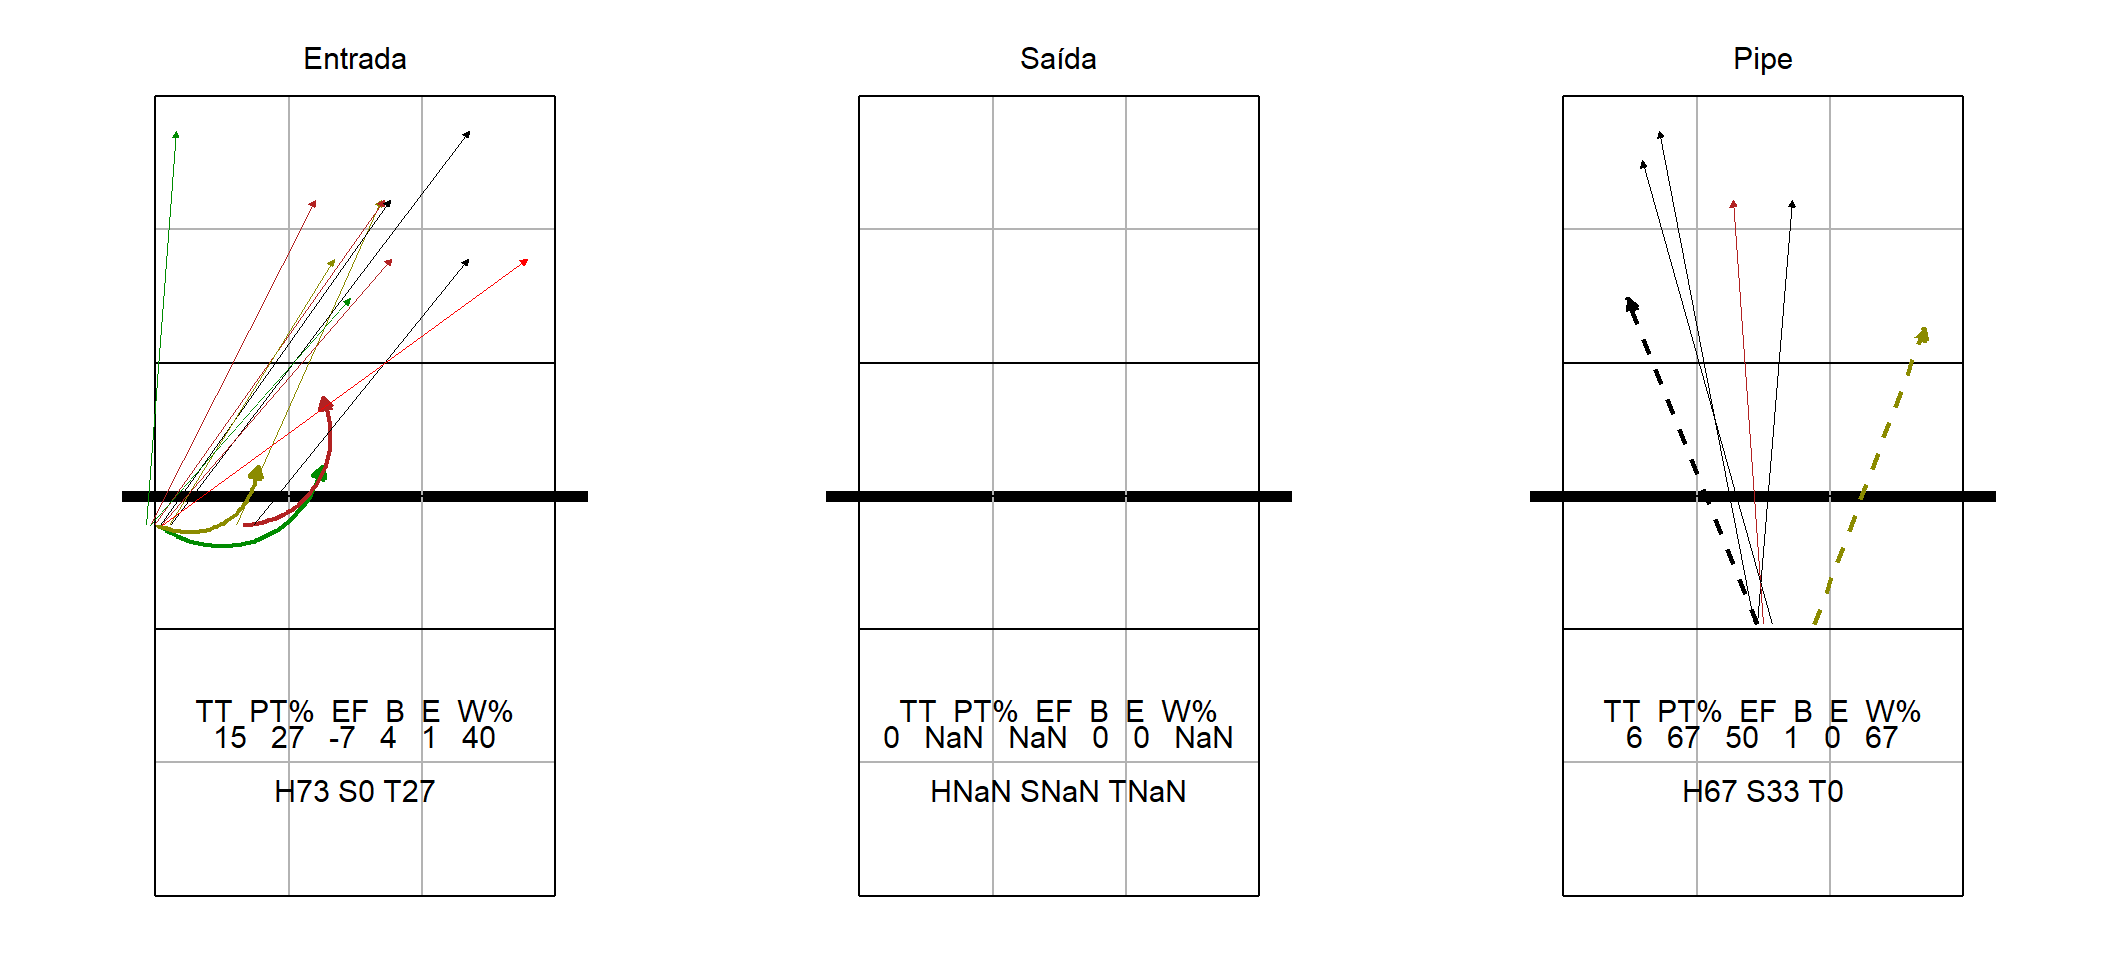 Entrada
TT PT% EF B E W%
15 27 -7 4 1 40
H73 S0 T27
Saída
TT PT% EF B E W%
0 NaN NaN 0 0 NaN
HNaN SNaN TNaN
Pipe
TT PT% EF B E W%
6 67 50 1 0 67
H67 S33 T0